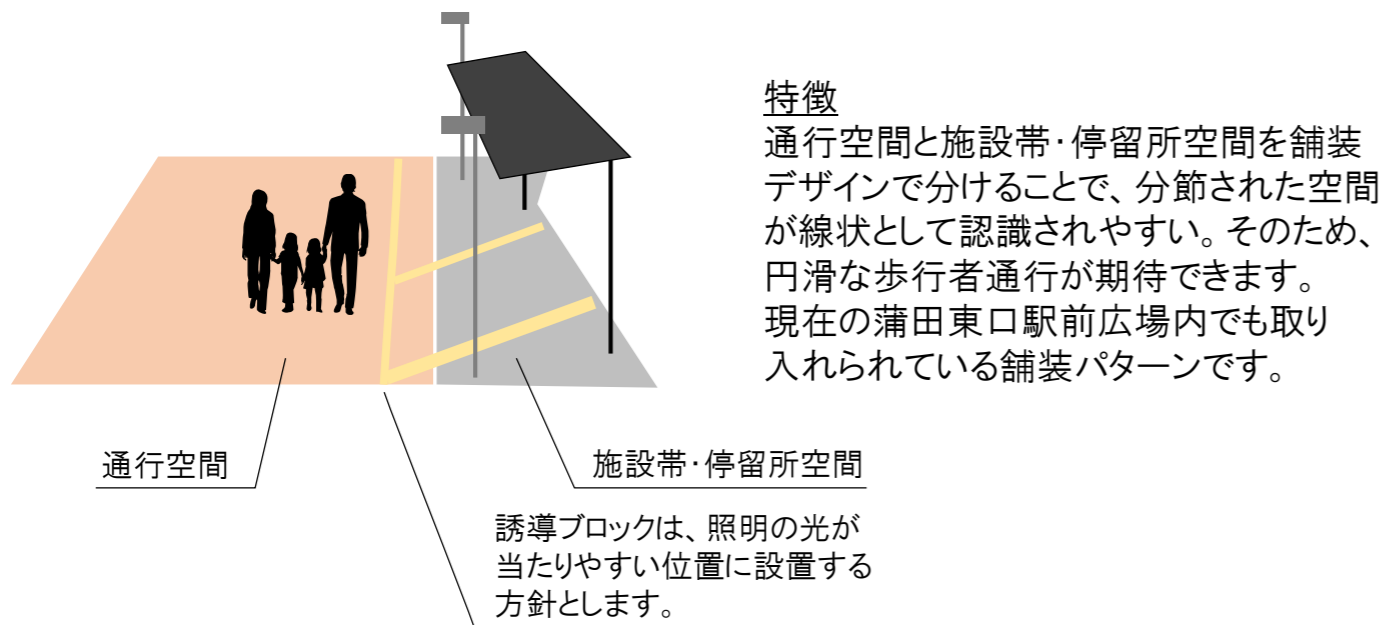 特徴
通行空間と施設帯・停留所空間を舗装
デザインで分けることで、分節された空間
が線状として認識されやすい。そのため、
円滑な歩行者通行が期待できます。
現在の蒲田東口駅前広場内でも取り
入れられている舗装パターンです。
通行空間
施設帯・停留所空間
誘導ブロックは、照明の光が
当たりやすい位置に設置する
方針とします。